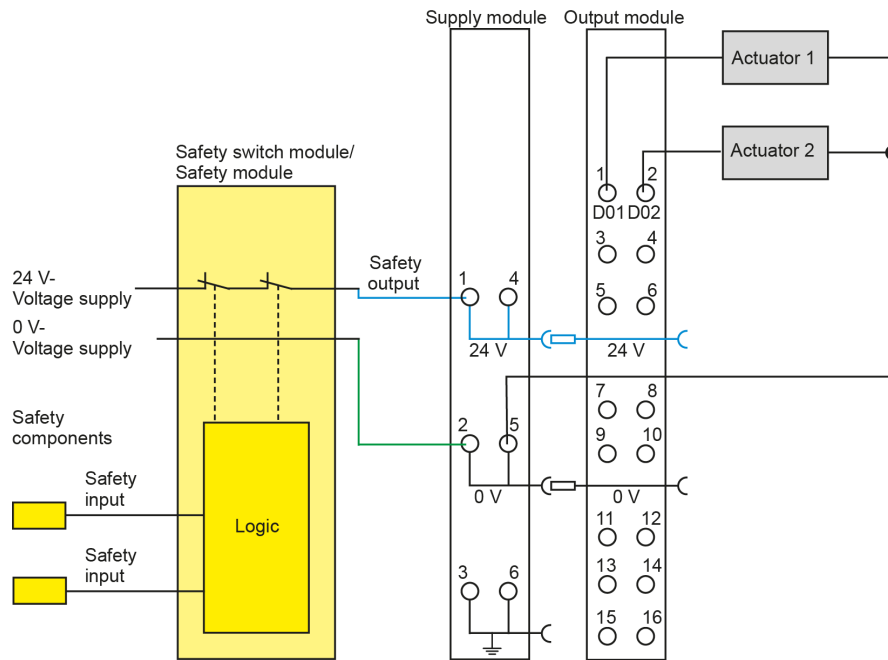 Supply module
Output module
Actuator 1
Actuator 2
Safety switch module/
Safety module
1
2
D01
D02
3
4
5
6
24 V-
Voltage supply
Safety
output
1
4
24 V
24 V
0 V-
Voltage supply
7
8
9
10
Safety
components
2
5
0 V
0 V
Safety
input
Logic
11
12
13
14
15
16
Safety
input
3
6